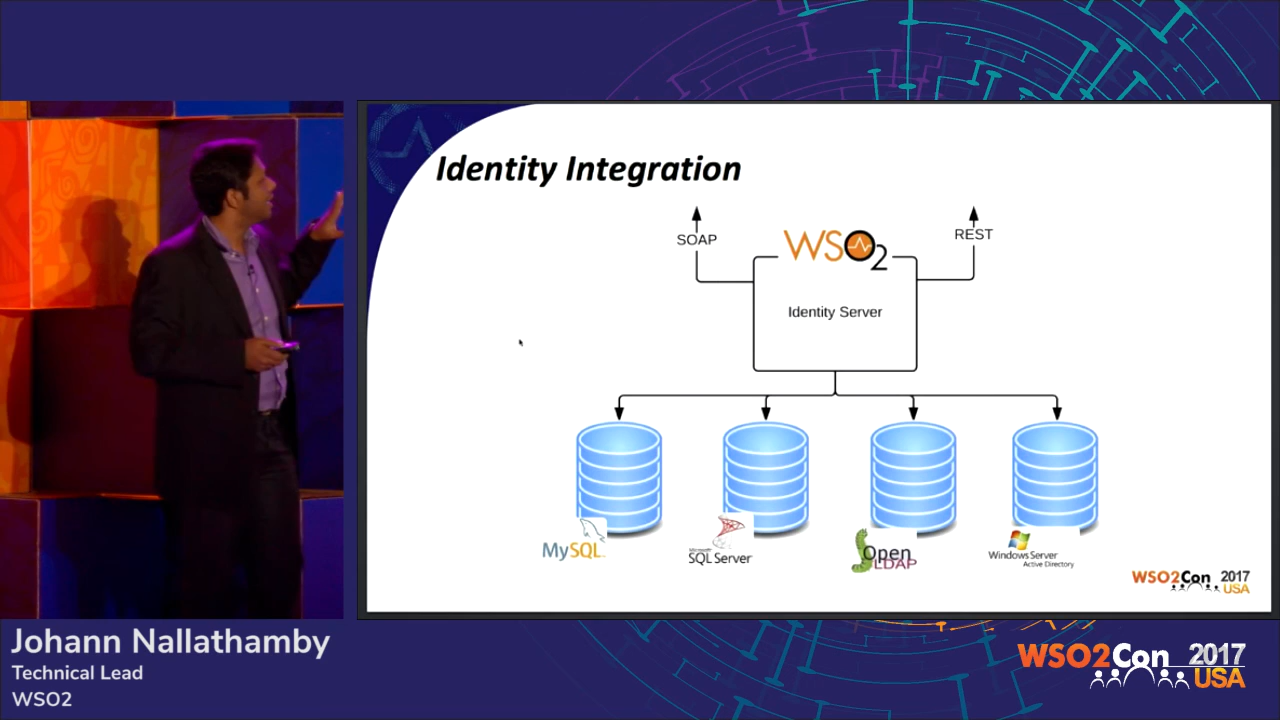 Identity Integration
SOAP
REST
WSO2
Identity Server
MySQL
Microsoft
SQL Server
Open
LDAP
Windows Server
Active Directory
WSO2Con 2017
USA
Johann Nallathamby
Technical Lead
WSO2
WSO2Con 2017
USA